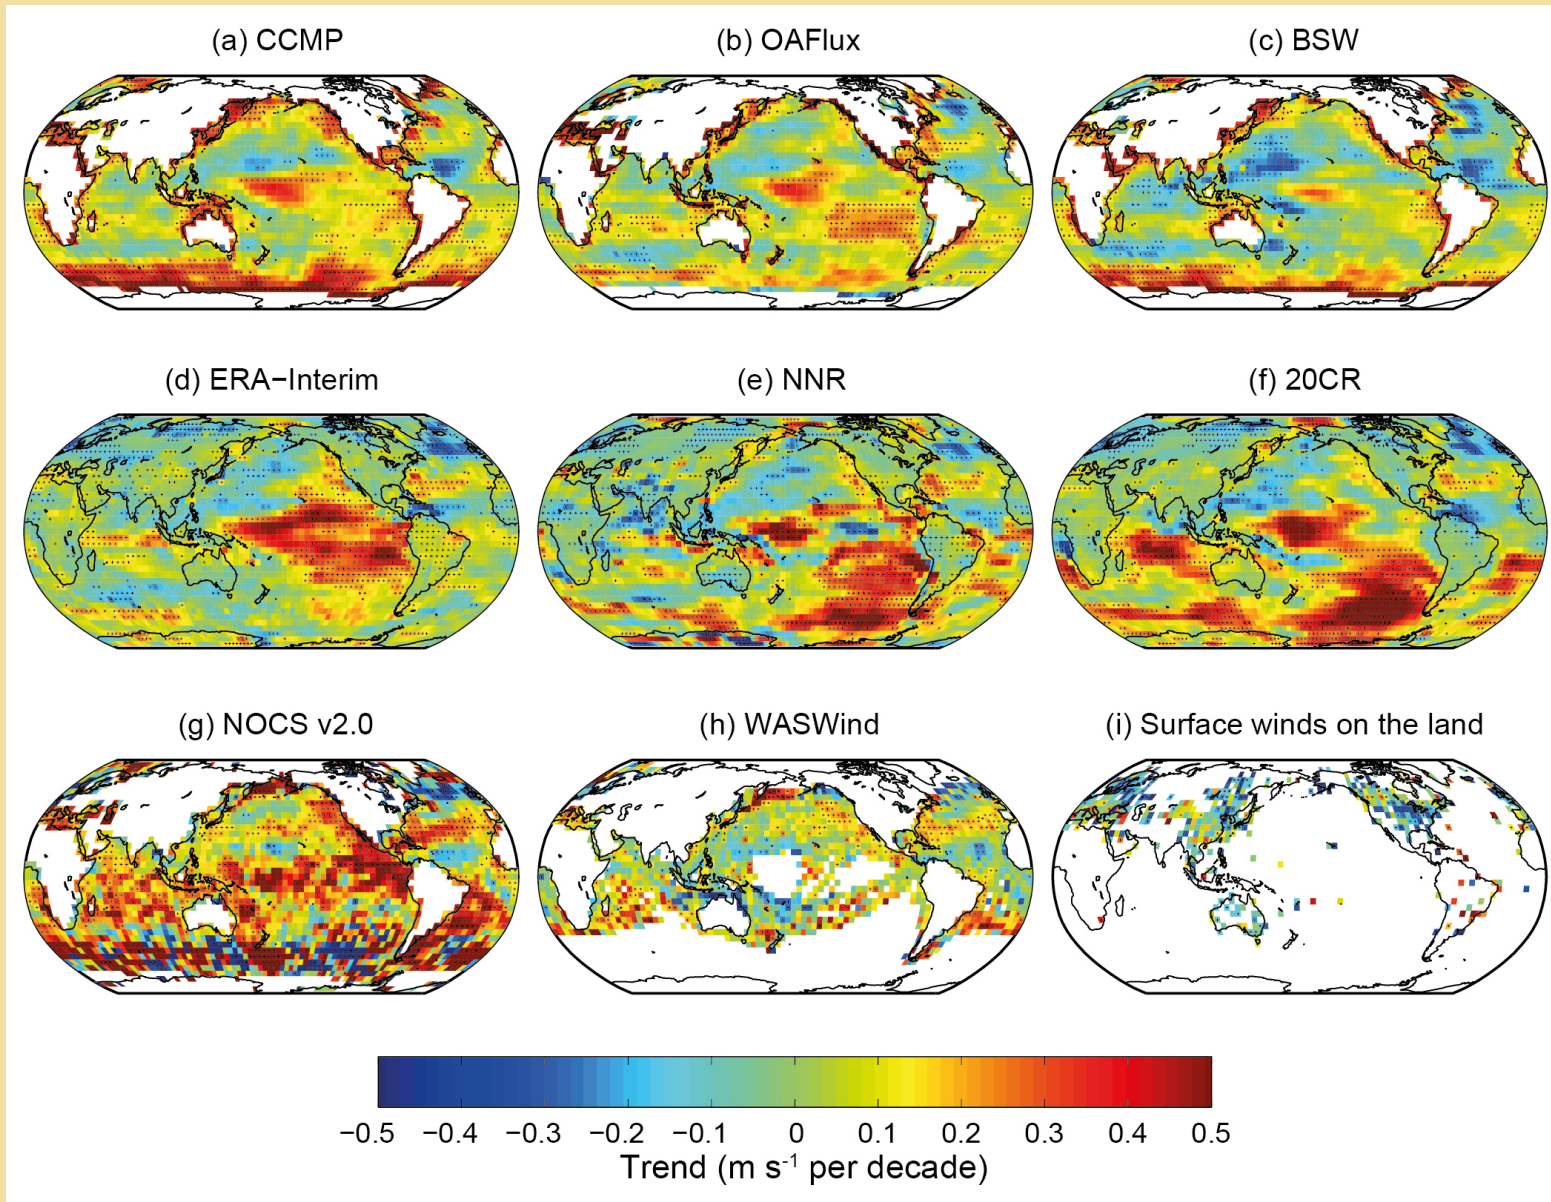 (a) CCMP
(b) OAFlux
(c) BSW
(d) ERA−Interim
(e) NNR
(f) 20CR
(g) NOCS v2.0
(h) WASWind
(i) Surface winds on the land
−0.5 −0.4 −0.3 −0.2 −0.1 0 0.1 0.2 0.3 0.4 0.5
Trend (m s⁻¹ per decade)